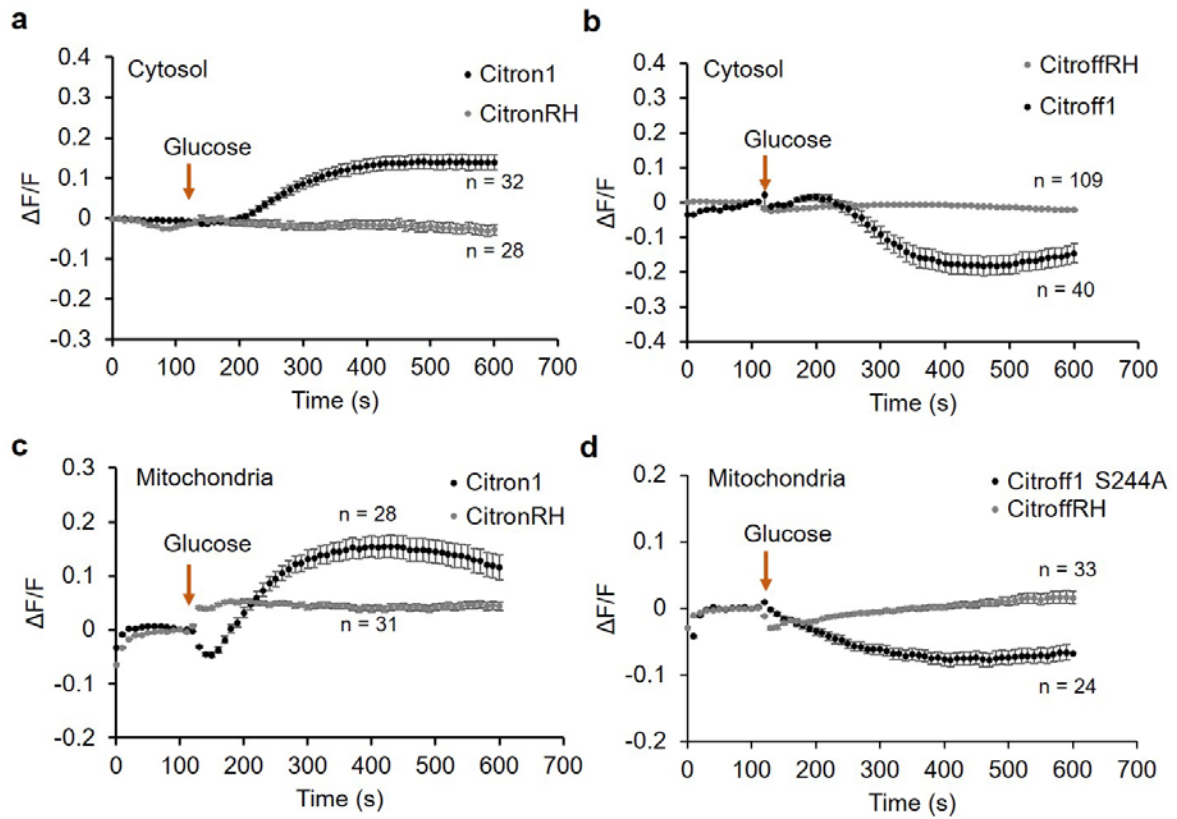 a
Cytosol
Citron1
CitronRH
Glucose
n = 32
n = 28
0.4
0.3
0.2
0.1
0
-0.1
-0.2
-0.3
ΔF/F
0 100 200 300 400 500 600 700
Time (s)
b
Cytosol
CitroffRH
Citroff1
Glucose
n = 109
n = 40
0.4
0.3
0.2
0.1
0
-0.1
-0.2
-0.3
-0.4
ΔF/F
0 100 200 300 400 500 600 700
Time (s)
c
Mitochondria
Citron1
CitronRH
Glucose
n = 28
n = 31
0.3
0.2
0.1
0
-0.1
-0.2
ΔF/F
0 100 200 300 400 500 600 700
Time (s)
d
Mitochondria
Citroff1 S244A
CitroffRH
Glucose
n = 33
n = 24
0.2
0.1
0
-0.1
-0.2
ΔF/F
0 100 200 300 400 500 600 700
Time (s)